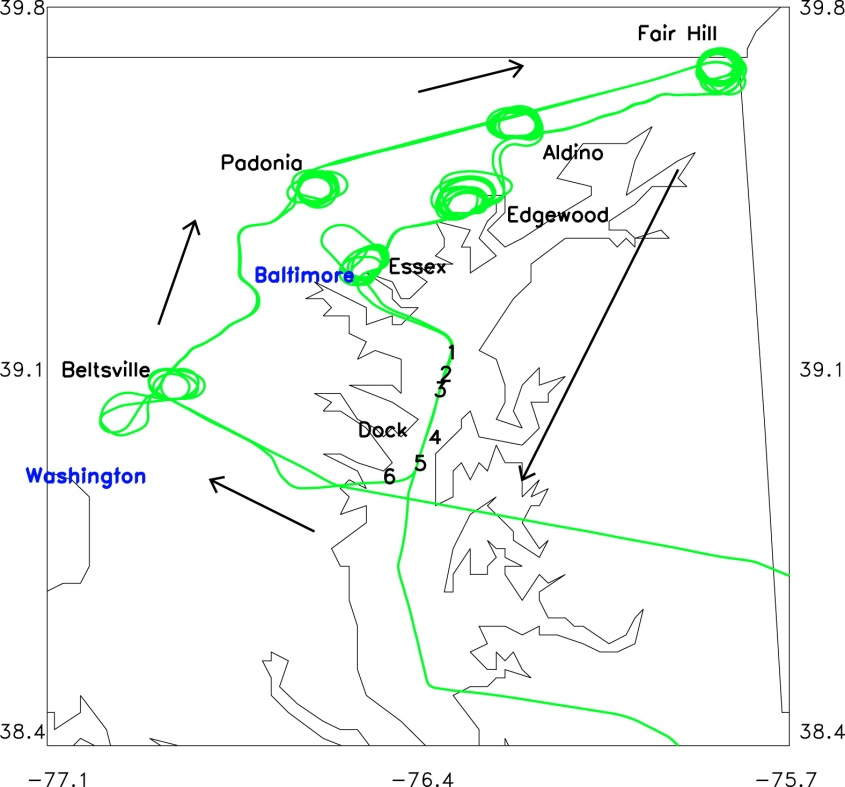 39.8
39.8
Fair Hill
Padonia
Aldino
Edgewood
Essex
Baltimore
1
39.1
Beltsville
2
39.1
3
Dock
4
5
Washington
6
38.4
38.4
-77.1
-76.4
-75.7